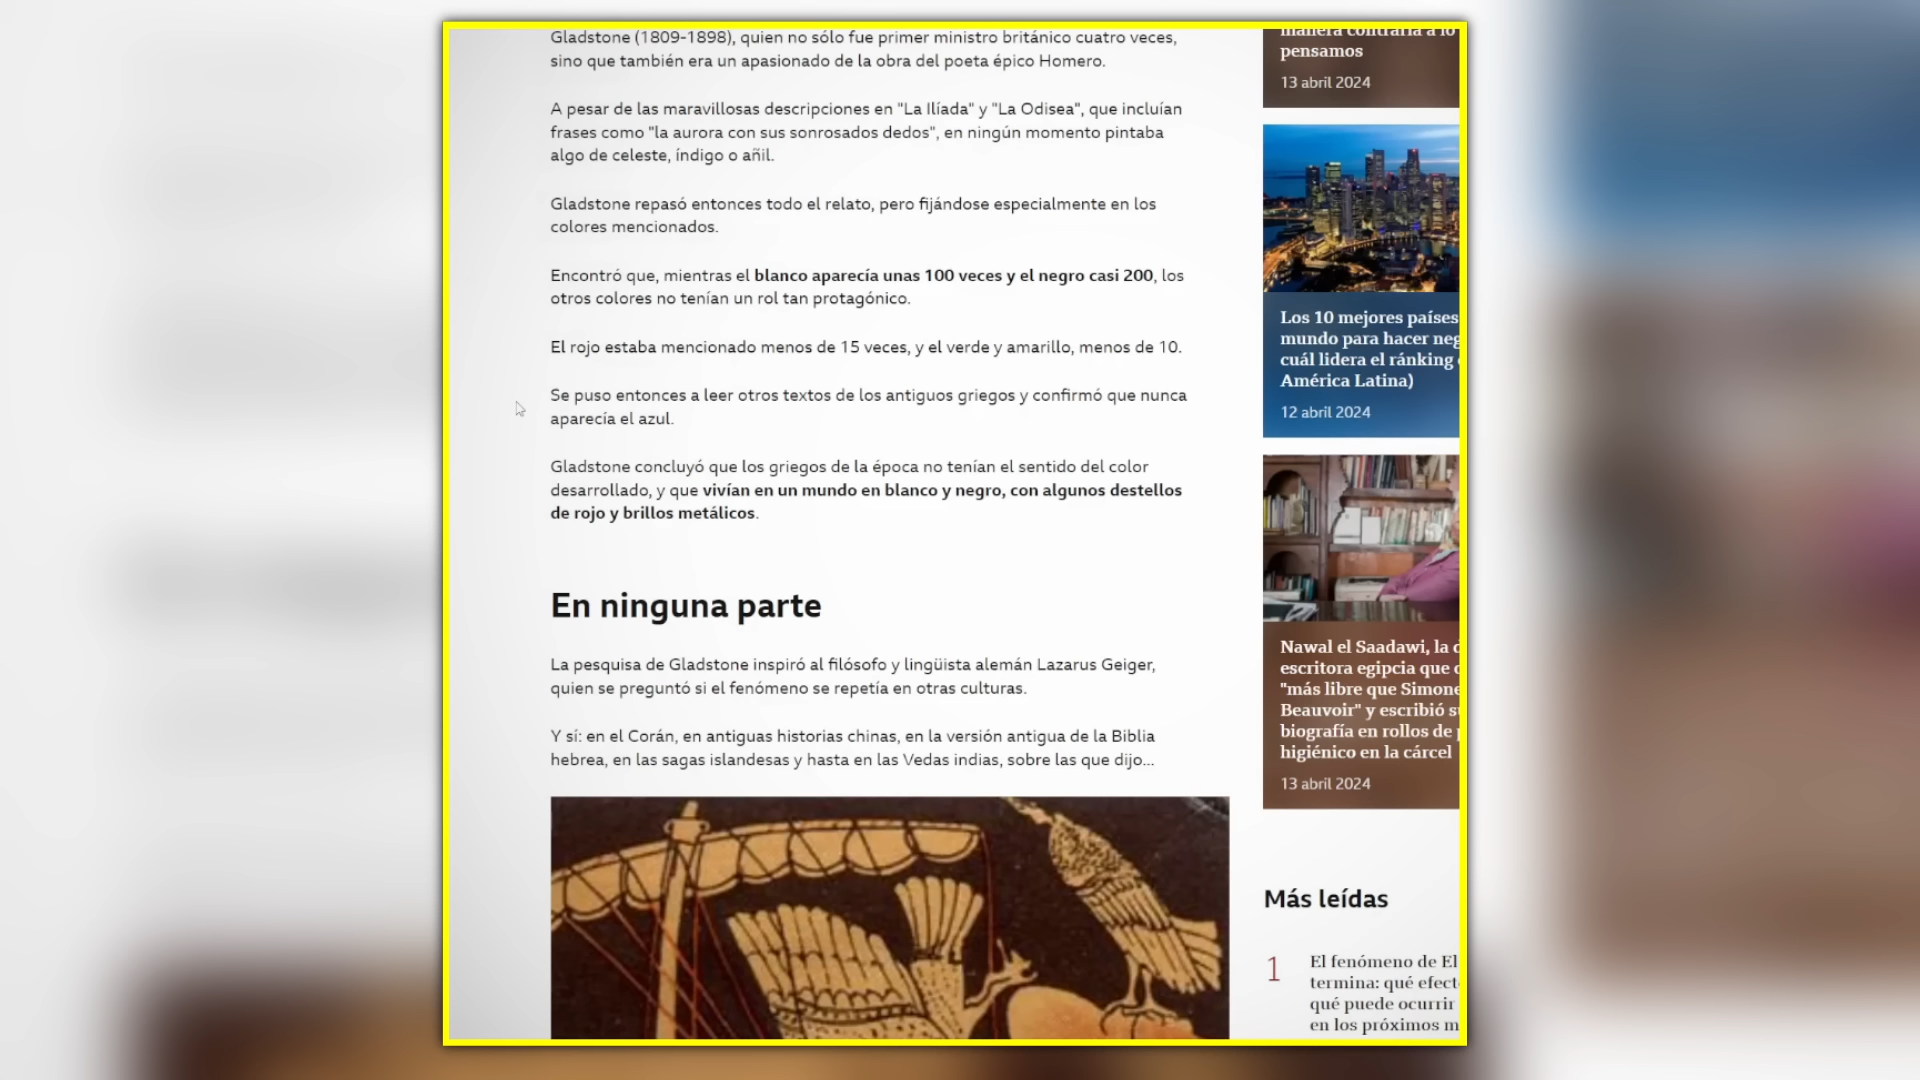 Gladstone (1809-1898), quien no sólo fue primer ministro británico cuatro veces,
sino que también era un apasionado de la obra del poeta épico Homero.
A pesar de las maravillosas descripciones en "La Ilíada" y "La Odisea", que incluían
frases como "la aurora con sus sonrosados dedos", en ningún momento pintaba
algo de celeste, índigo o añil.
Gladstone repasó entonces todo el relato, pero fijándose especialmente en los
colores mencionados.
Encontró que, mientras el blanco aparecía unas 100 veces y el negro casi 200, los
otros colores no tenían un rol tan protagónico.
El rojo estaba mencionado menos de 15 veces, y el verde y amarillo, menos de 10.
Se puso entonces a leer otros textos de los antiguos griegos y confirmó que nunca
aparecía el azul.
Gladstone concluyó que los griegos de la época no tenían el sentido del color
desarrollado, y que vivían en un mundo en blanco y negro, con algunos destellos
de rojo y brillos metálicos.
En ninguna parte
La pesquisa de Gladstone inspiró al filósofo y lingüista alemán Lazarus Geiger,
quien se preguntó si el fenómeno se repetía en otras culturas.
Y sí: en el Corán, en antiguas historias chinas, en la versión antigua de la Biblia
hebrea, en las sagas islandesas y hasta en las Vedas indias, sobre las que dijo...
manera contraria a lo
pensamos
13 abril 2024
Los 10 mejores países
mundo para hacer neg
cuál lidera el ránking
América Latina)
12 abril 2024
Nawal el Saadawi, la d
escritora egipcia que
"más libre que Simone
Beauvoir" y escribió s
biografía en rollos de
higiénico en la cárcel
13 abril 2024
Más leídas
1
El fenómeno de El
termina: qué efect
qué puede ocurrir
en los próximos m